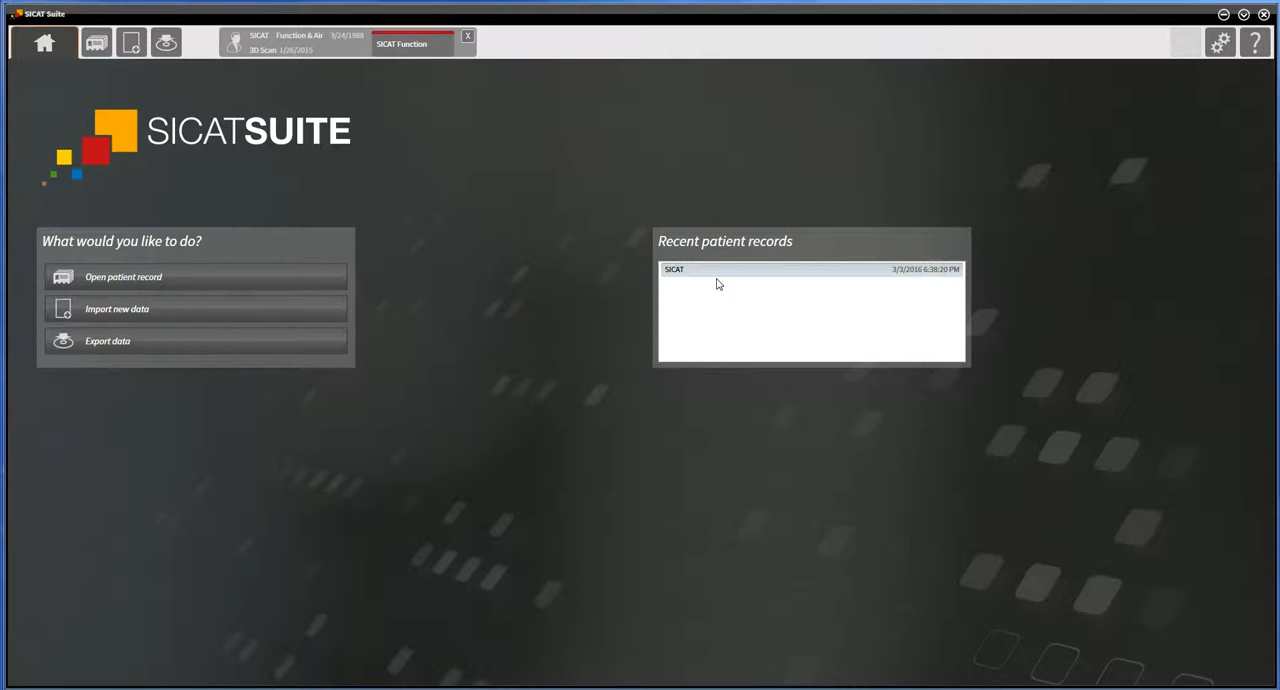 SICAT Suite
SICAT Function & Air 3/24/1988
3D Scan 1/26/2015
SICAT Function
X
?
SICATSUITE
What would you like to do?
Open patient record
Import new data
Export data
Recent patient records
SICAT 3/3/2016 6:38:20 PM